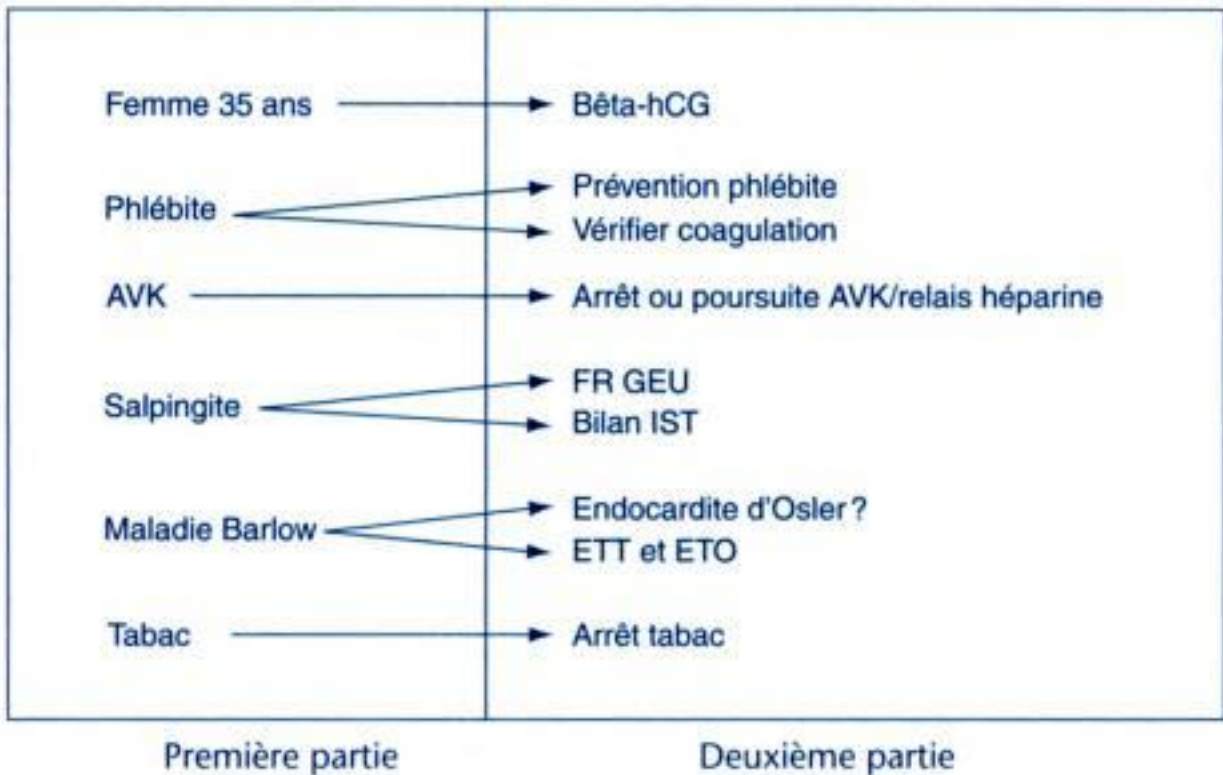 Femme 35 ans
Bêta-hCG
Phlébite
Prévention phlébite
Vérifier coagulation
AVK
Arrêt ou poursuite AVK/relais héparine
Salpingite
FR GEU
Bilan IST
Maladie Barlow
Endocardite d'Osler ?
ETT et ETO
Tabac
Arrêt tabac
Première partie
Deuxième partie